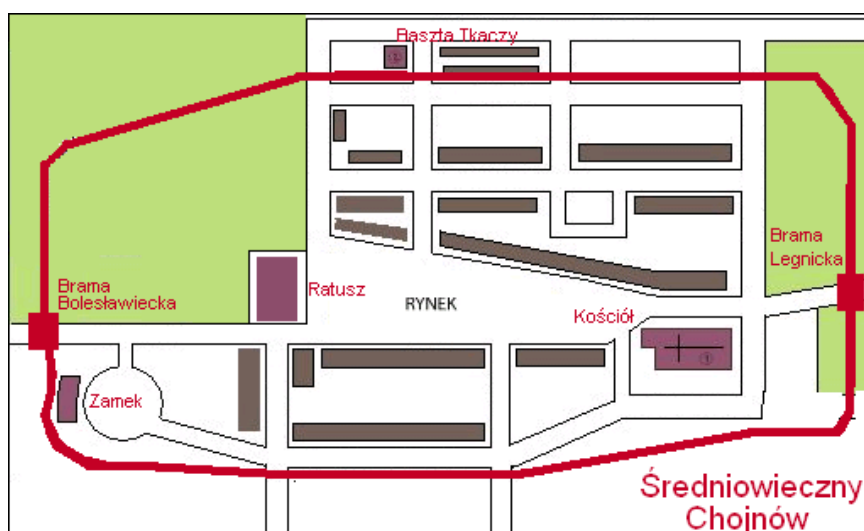 Baszta Tkaczy
Brama
Legnicka
Brama
Bolesławiecka
Ratusz
RYNEK
Kościół
Zamek
Średniowieczny
Chojnów